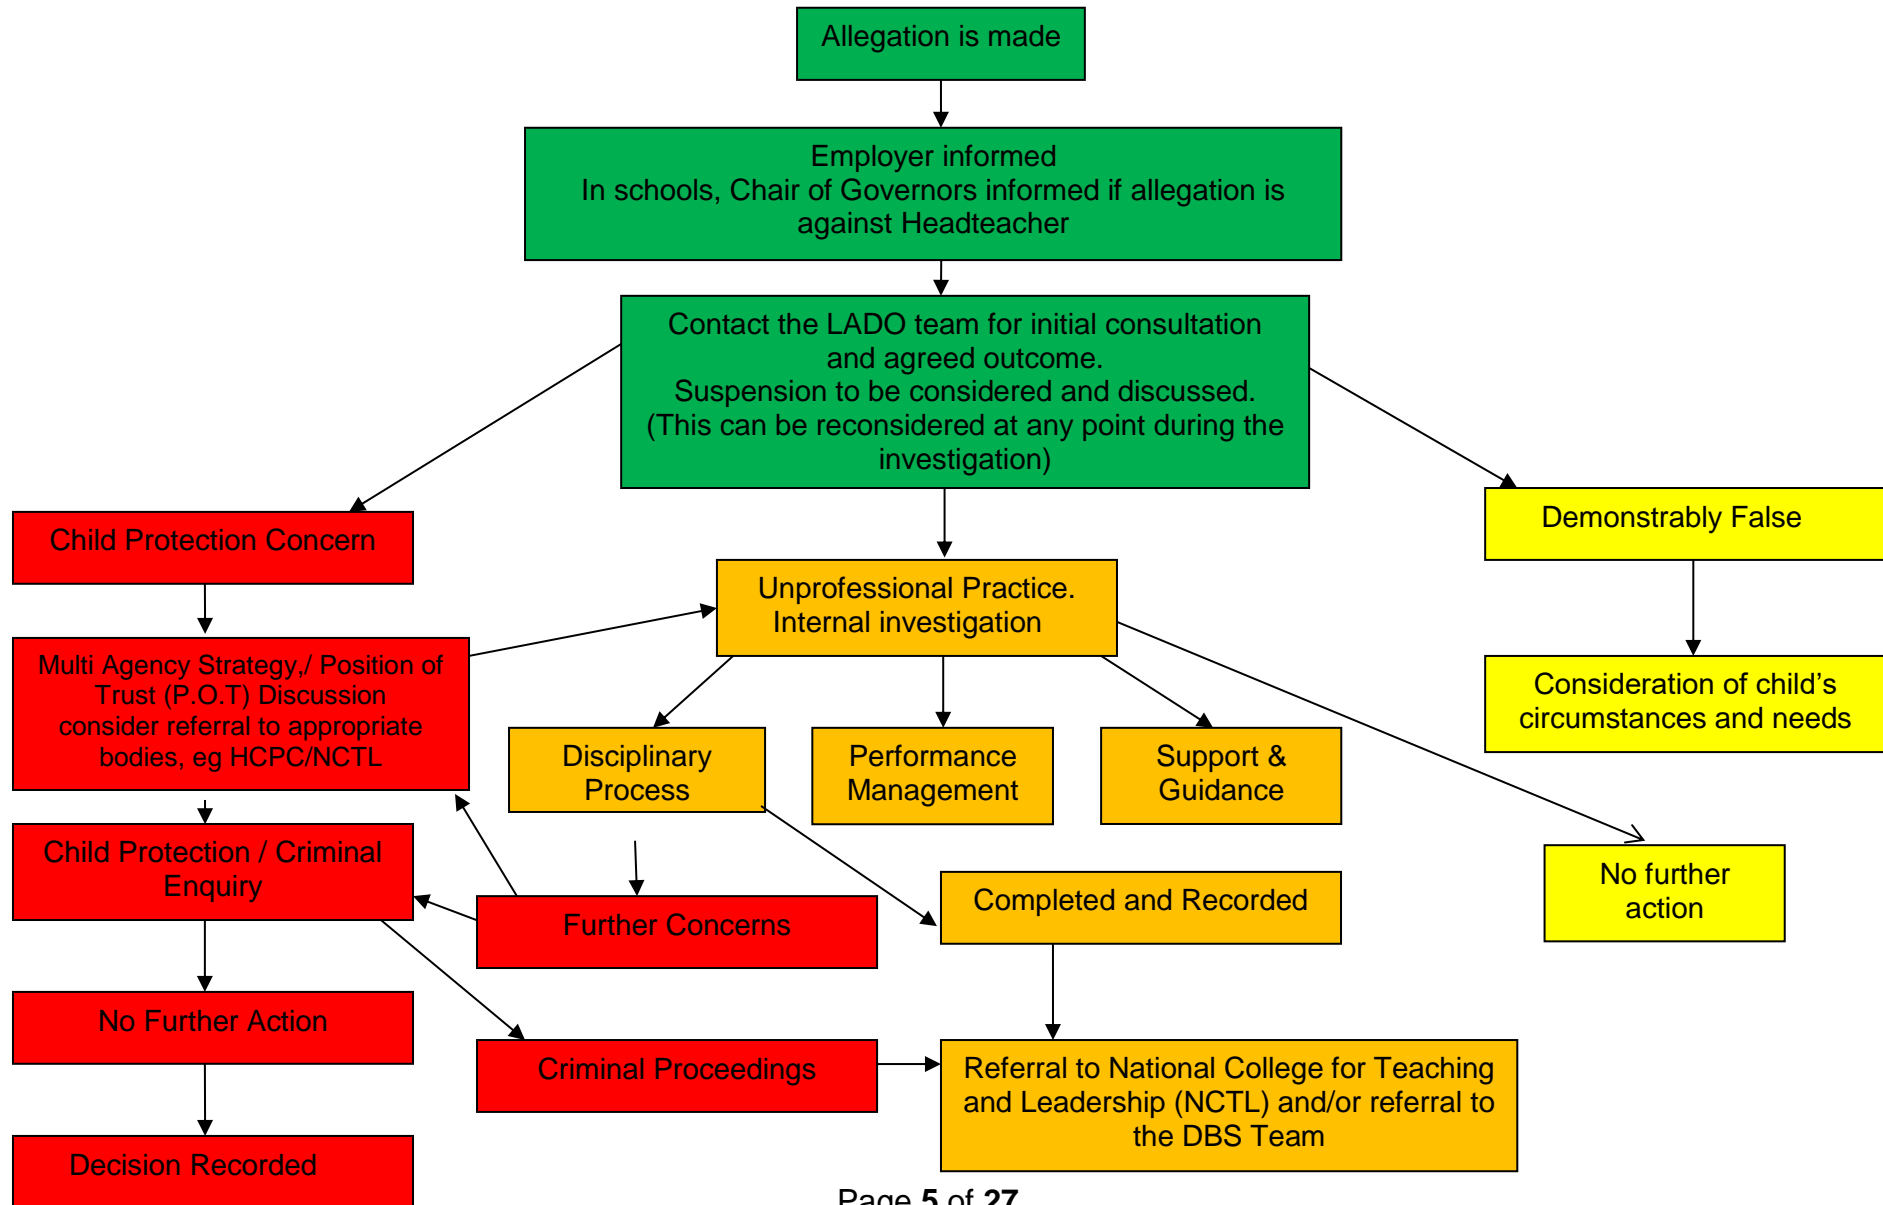 Allegation is made
Employer informed
In schools, Chair of Governors informed if allegation is
against Headteacher
Contact the LADO team for initial consultation
and agreed outcome.
Suspension to be considered and discussed.
(This can be reconsidered at any point during the
investigation)
Child Protection Concern
Demonstrably False
Unprofessional Practice.
Internal investigation
Multi Agency Strategy,/ Position of
Trust (P.O.T) Discussion
consider referral to appropriate
bodies, eg HCPC/NCTL
Consideration of child’s
circumstances and needs
Disciplinary
Process
Performance
Management
Support &
Guidance
Child Protection / Criminal
Enquiry
No further
action
Completed and Recorded
Further Concerns
No Further Action
Criminal Proceedings
Referral to National College for Teaching
and Leadership (NCTL) and/or referral to
the DBS Team
Decision Recorded
Page 5 of 27